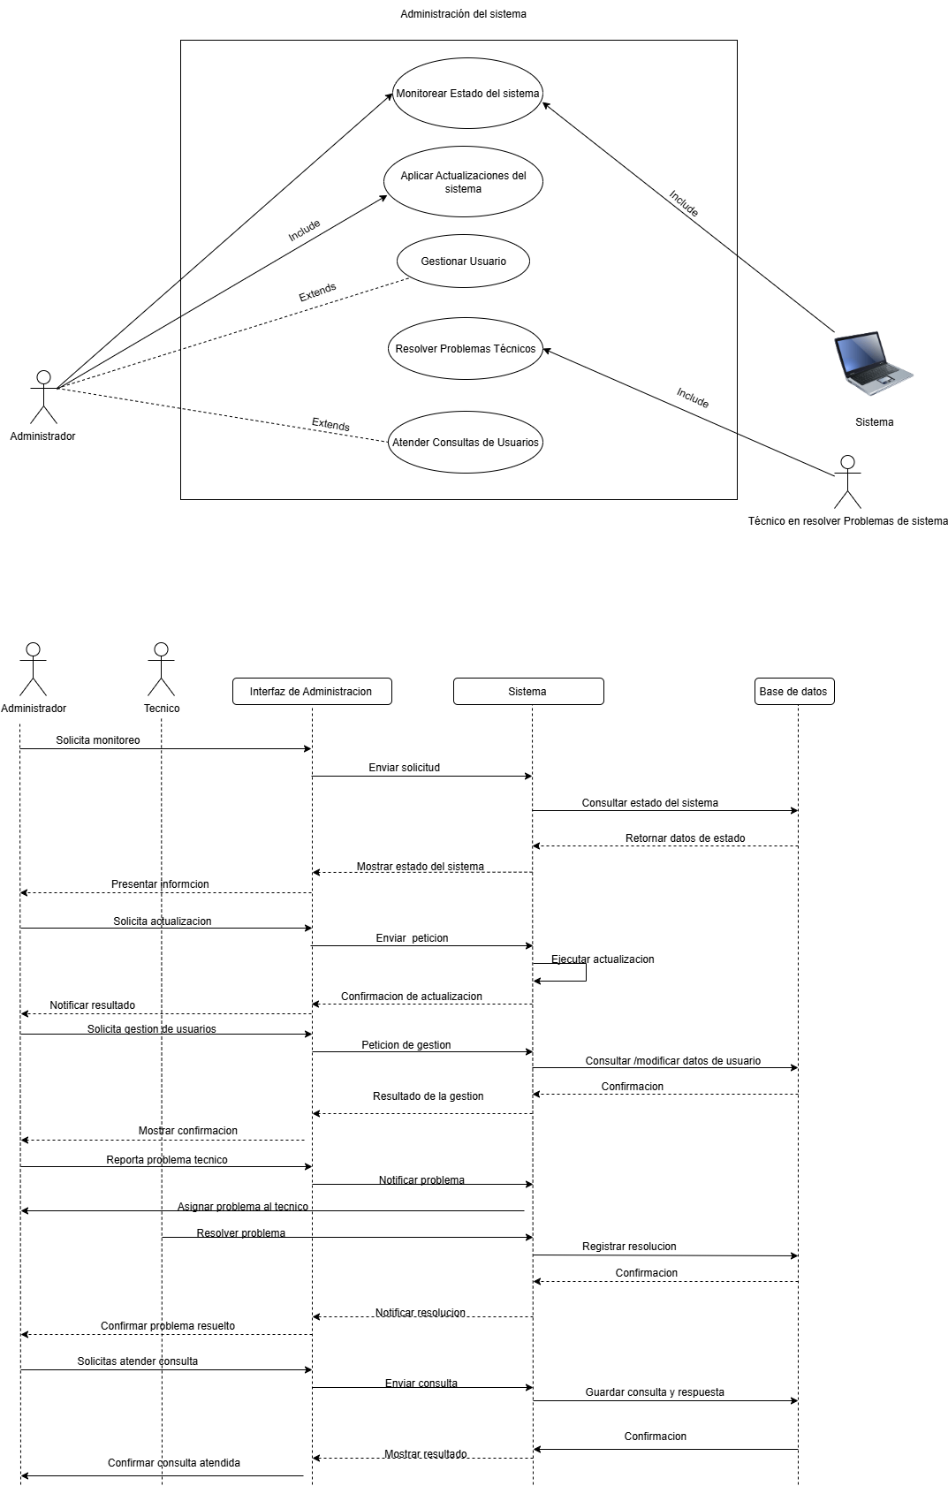 Administración del sistema
Monitorear Estado del sistema
Aplicar Actualizaciones del
sistema
Include
Include
Gestionar Usuario
Extends
Resolver Problemas Técnicos
Include
Extends
Atender Consultas de Usuarios
Administrador
Sistema
Técnico en resolver Problemas de sistema
Administrador
Tecnico
Interfaz de Administracion
Sistema
Base de datos
Solicita monitoreo
Enviar solicitud
Consultar estado del sistema
Retornar datos de estado
Mostrar estado del sistema
Presentar informcion
Solicita actualizacion
Enviar peticion
Ejecutar actualizacion
Confirmacion de actualizacion
Notificar resultado
Solicita gestion de usuarios
Peticion de gestion
Consultar /modificar datos de usuario
Confirmacion
Resultado de la gestion
Mostrar confirmacion
Reporta problema tecnico
Notificar problema
Asignar problema al tecnico
Resolver problema
Registrar resolucion
Confirmacion
Notificar resolucion
Confirmar problema resuelto
Solicitas atender consulta
Enviar consulta
Guardar consulta y respuesta
Confirmacion
Mostrar resultado
Confirmar consulta atendida